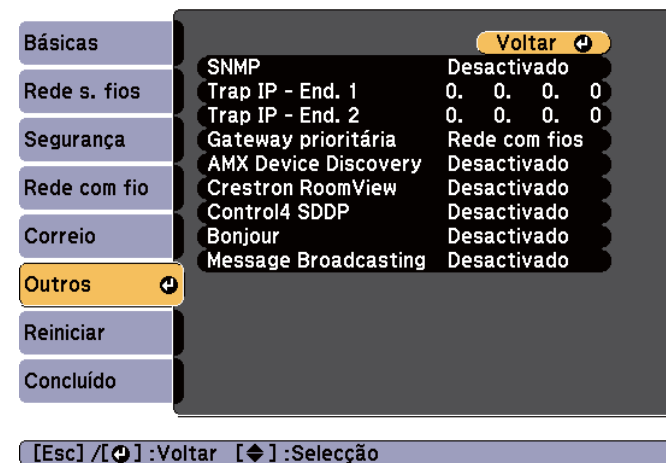 Básicas
Rede s. fios
Segurança
Rede com fio
Correio
Outros
Reiniciar
Concluído
Voltar
SNMP Desactivado
Trap IP - End. 1 0. 0. 0. 0
Trap IP - End. 2 0. 0. 0. 0
Gateway prioritária Rede com fios
AMX Device Discovery Desactivado
Crestron RoomView Desactivado
Control4 SDDP Desactivado
Bonjour Desactivado
Message Broadcasting Desactivado
[Esc] /[⏎] :Voltar [◆] :Selecção